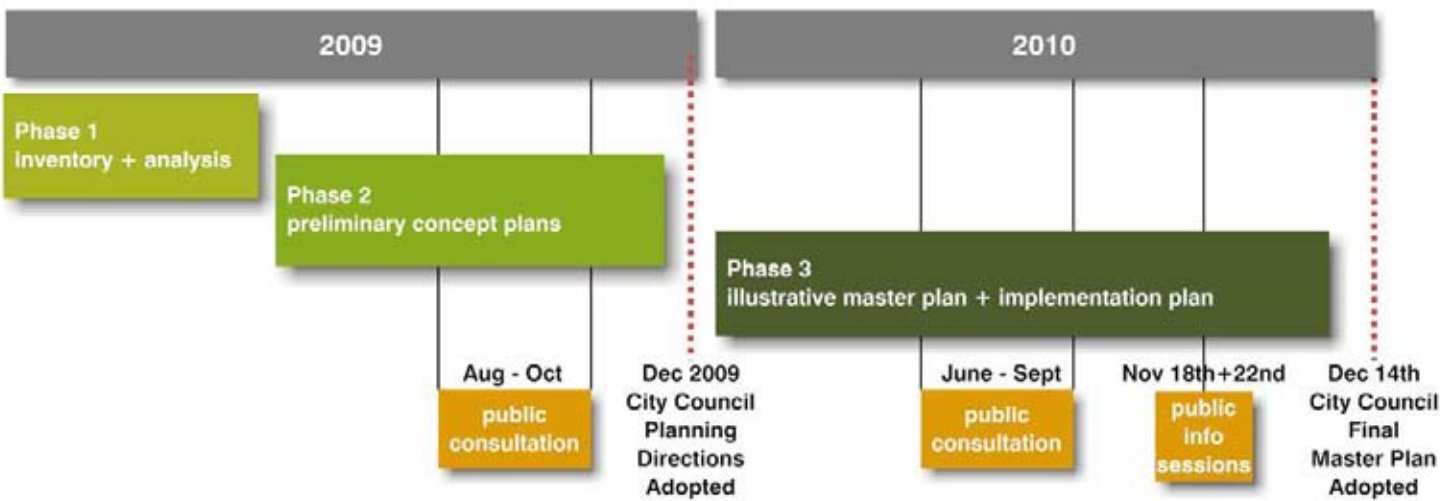 2009
2010
Phase 1
inventory + analysis
Phase 2
preliminary concept plans
Phase 3
illustrative master plan + implementation plan
Aug - Oct
public
consultation
Dec 2009
City Council
Planning
Directions
Adopted
June - Sept
public
consultation
Nov 18th+22nd
public
info
sessions
Dec 14th
City Council
Final
Master Plan
Adopted